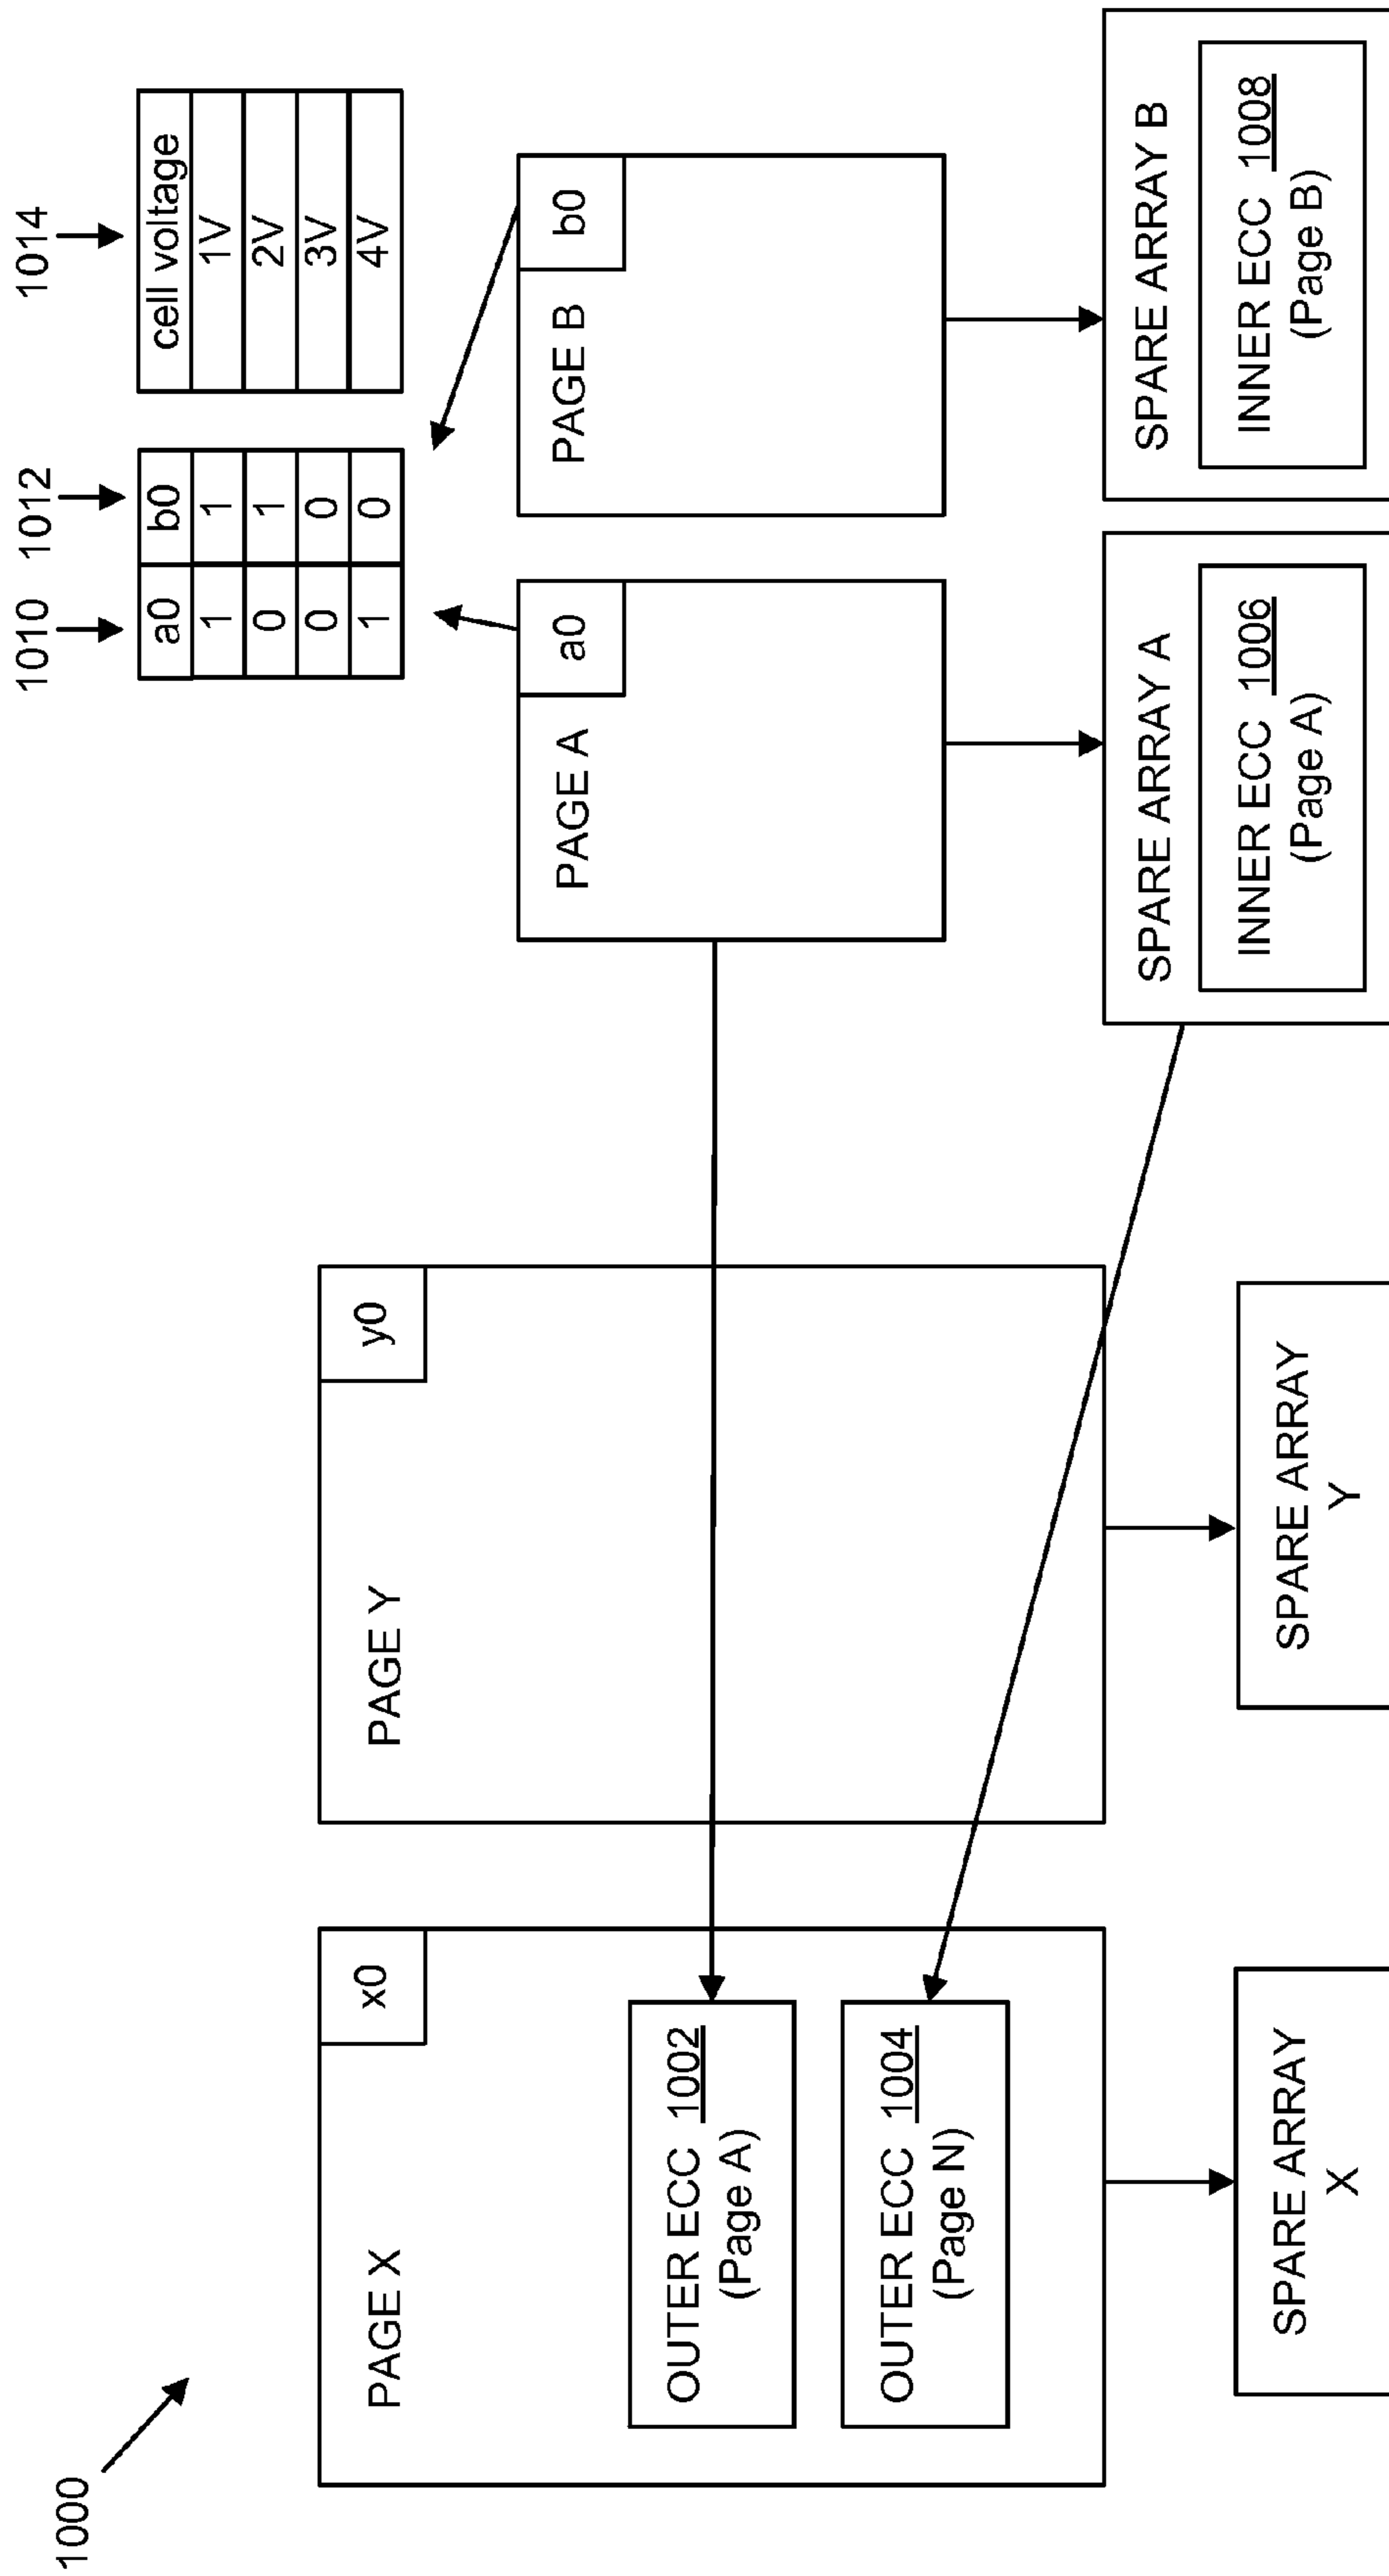 1000
1010
1012
1014
a0 b0
1 1
0 1
0 0
1 0
cell voltage
1V
2V
3V
4V
PAGE X
x0
OUTER ECC 1002
(Page A)
OUTER ECC 1004
(Page N)
SPARE ARRAY
X
PAGE Y
y0
SPARE ARRAY
Y
PAGE A
a0
SPARE ARRAY A
INNER ECC 1006
(Page A)
PAGE B
b0
SPARE ARRAY B
INNER ECC 1008
(Page B)